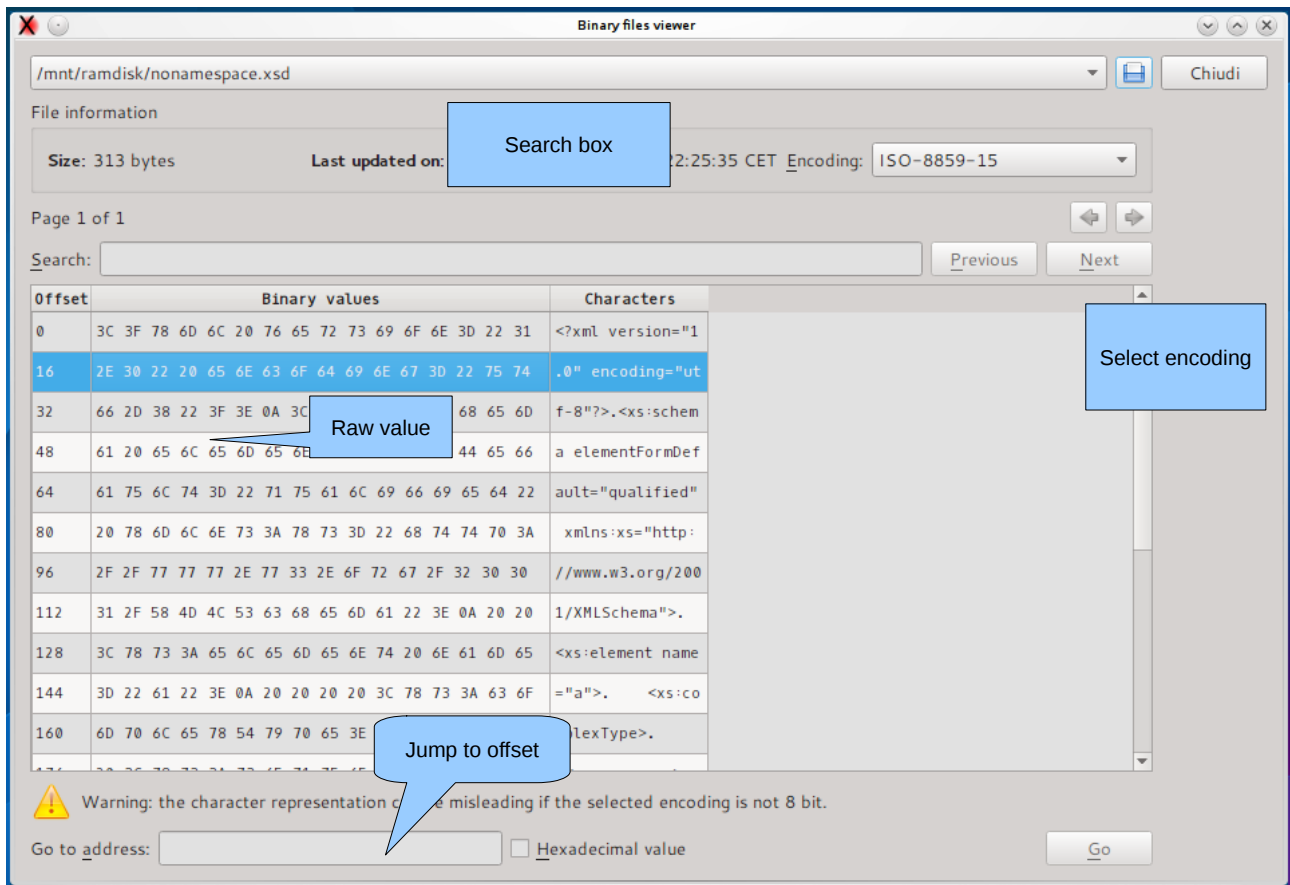 Binary files viewer
/mnt/ramdisk/nonamespace.xsd Chiudi
File information
Search box
Size: 313 bytes Last updated on: 22:25:35 CET Encoding: ISO-8859-15
Page 1 of 1
Search: Previous Next
Offset Binary values Characters
0 3C 3F 78 6D 6C 20 76 65 72 73 69 6F 6E 3D 22 31 <?xml version="1
Select encoding
16 2E 30 22 20 65 6E 63 6F 64 69 6E 67 3D 22 75 74 .0" encoding="ut
32 66 2D 38 22 3F 3E 0A 3C 68 65 6D f-8"?>.<xs:schem
Raw value
48 61 20 65 6C 65 6D 65 6E 44 65 66 a elementFormDef
64 61 75 6C 74 3D 22 71 75 61 6C 69 66 69 65 64 22 ault="qualified"
80 20 78 6D 6C 6E 73 3A 78 73 3D 22 68 74 74 70 3A xmlns:xs="http:
96 2F 2F 77 77 77 2E 77 33 2E 6F 72 67 2F 32 30 30 //www.w3.org/200
112 31 2F 58 4D 4C 53 63 68 65 6D 61 22 3E 0A 20 20 1/XMLSchema">.
128 3C 78 73 3A 65 6C 65 6D 65 6E 74 20 6E 61 6D 65 <xs:element name
144 3D 22 61 22 3E 0A 20 20 20 20 3C 78 73 3A 63 6F ="a">. <xs:co
160 6D 70 6C 65 78 54 79 70 65 3E plexType>.
Jump to offset
Warning: the character representation misleading if the selected encoding is not 8 bit.
Go to address: Hexadecimal value Go